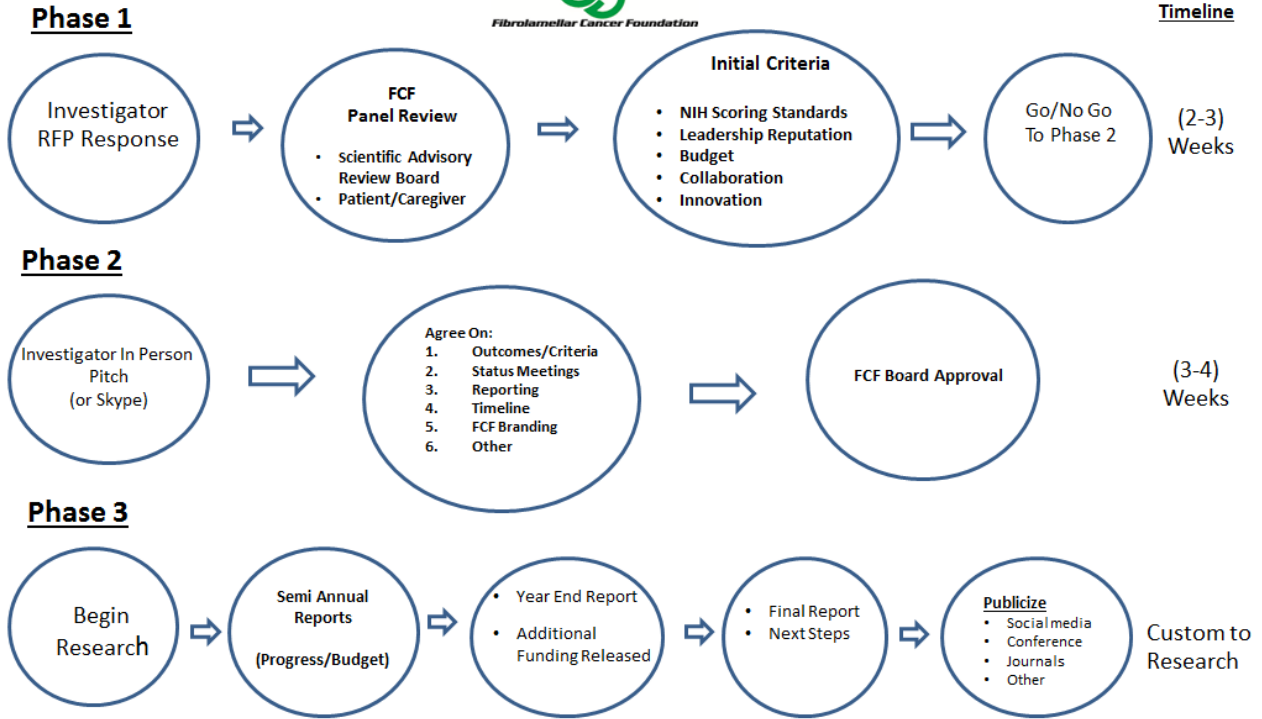 Fibrolamellar Cancer Foundation
Timeline
Phase 1
Investigator
RFP Response
FCF
Panel Review
• Scientific Advisory
Review Board
• Patient/Caregiver
Initial Criteria
• NIH Scoring Standards
• Leadership Reputation
• Budget
• Collaboration
• Innovation
Go/No Go
To Phase 2
(2-3)
Weeks
Phase 2
Investigator In Person
Pitch
(or Skype)
Agree On:
1. Outcomes/Criteria
2. Status Meetings
3. Reporting
4. Timeline
5. FCF Branding
6. Other
FCF Board Approval
(3-4)
Weeks
Phase 3
Begin
Research
Semi Annual
Reports
(Progress/Budget)
• Year End Report
• Additional
Funding Released
• Final Report
• Next Steps
Publicize
• Social media
• Conference
• Journals
• Other
Custom to
Research